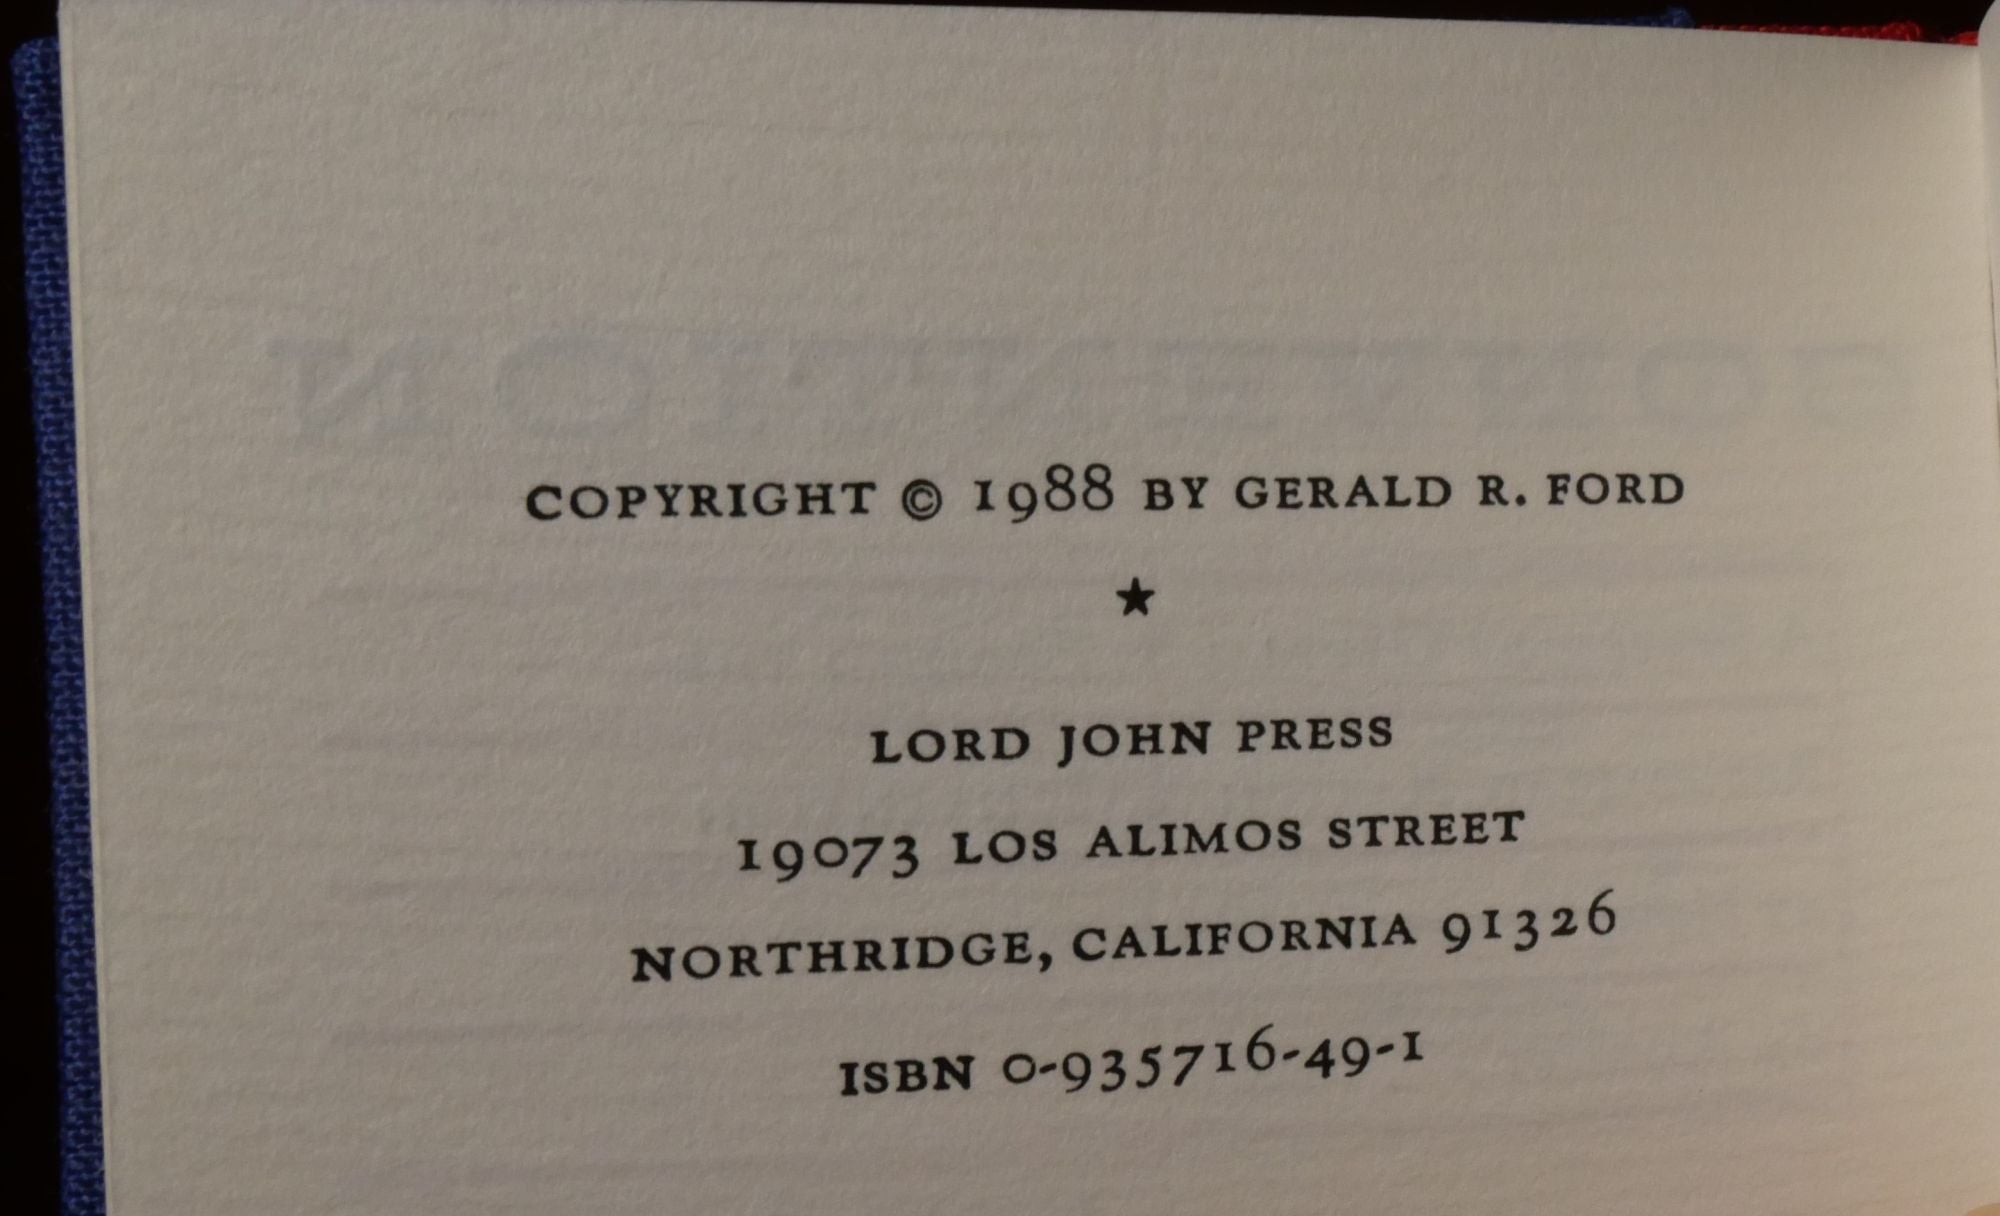 COPYRIGHT © 1988 BY GERALD R. FORD
★
LORD JOHN PRESS
19073 LOS ALIMOS STREET
NORTHRIDGE, CALIFORNIA 91326
ISBN 0-935716-49-1